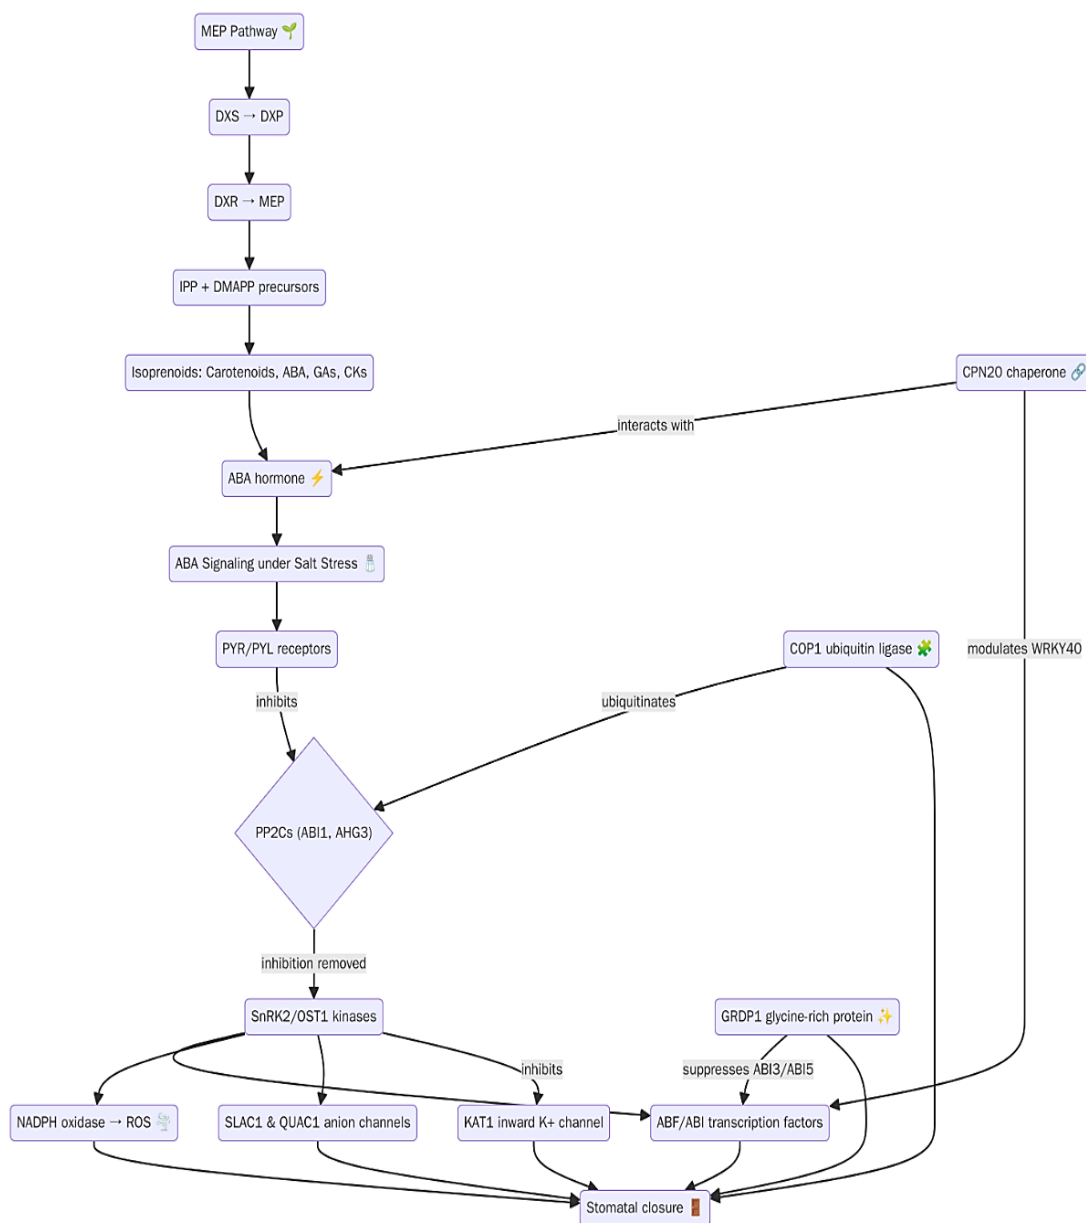 MEP Pathway 🌱
DXS → DXP
DXR → MEP
IPP + DMAPP precursors
Isoprenoids: Carotenoids, ABA, GAs, CKs
CPN20 chaperone 🔗
interacts with
ABA hormone ⚡
ABA Signaling under Salt Stress 🧂
PYR/PYL receptors
COP1 ubiquitin ligase 🧩
modulates WRKY40
inhibits
ubiquitinates
PP2Cs (ABI1, AHG3)
inhibition removed
SnRK2/OST1 kinases
GRDP1 glycine-rich protein ✨
inhibits
suppresses ABI3/ABI5
NADPH oxidase → ROS 🌪️
SLAC1 & QUAC1 anion channels
KAT1 inward K+ channel
ABF/ABI transcription factors
Stomatal closure 🚪